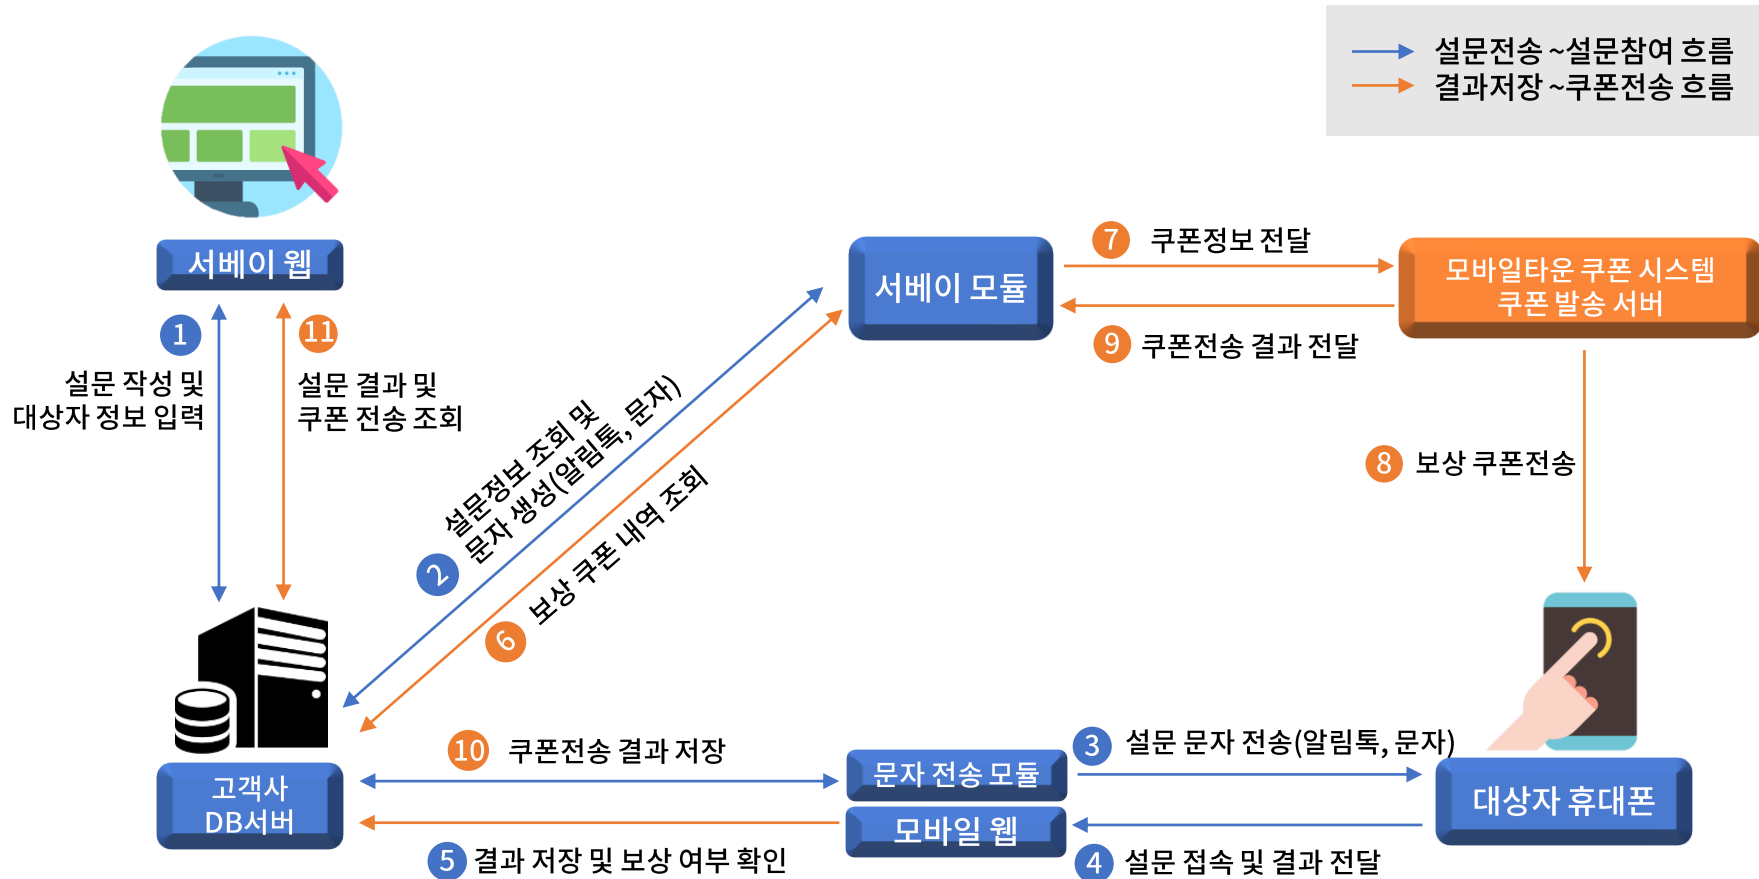 설문전송 ~설문참여 흐름
결과저장 ~쿠폰전송 흐름
서베이 웹
1
설문 작성 및
대상자 정보 입력
11
설문 결과 및
쿠폰 전송 조회
서베이 모듈
7 쿠폰정보 전달
9 쿠폰전송 결과 전달
모바일타운 쿠폰 시스템
쿠폰 발송 서버
2
설문정보 조회 및
문자 생성(알림톡, 문자)
6 보상 쿠폰 내역 조회
8 보상 쿠폰전송
고객사
DB서버
10 쿠폰전송 결과 저장
5 결과 저장 및 보상 여부 확인
문자 전송 모듈
모바일 웹
3 설문 문자 전송(알림톡, 문자)
4 설문 접속 및 결과 전달
대상자 휴대폰